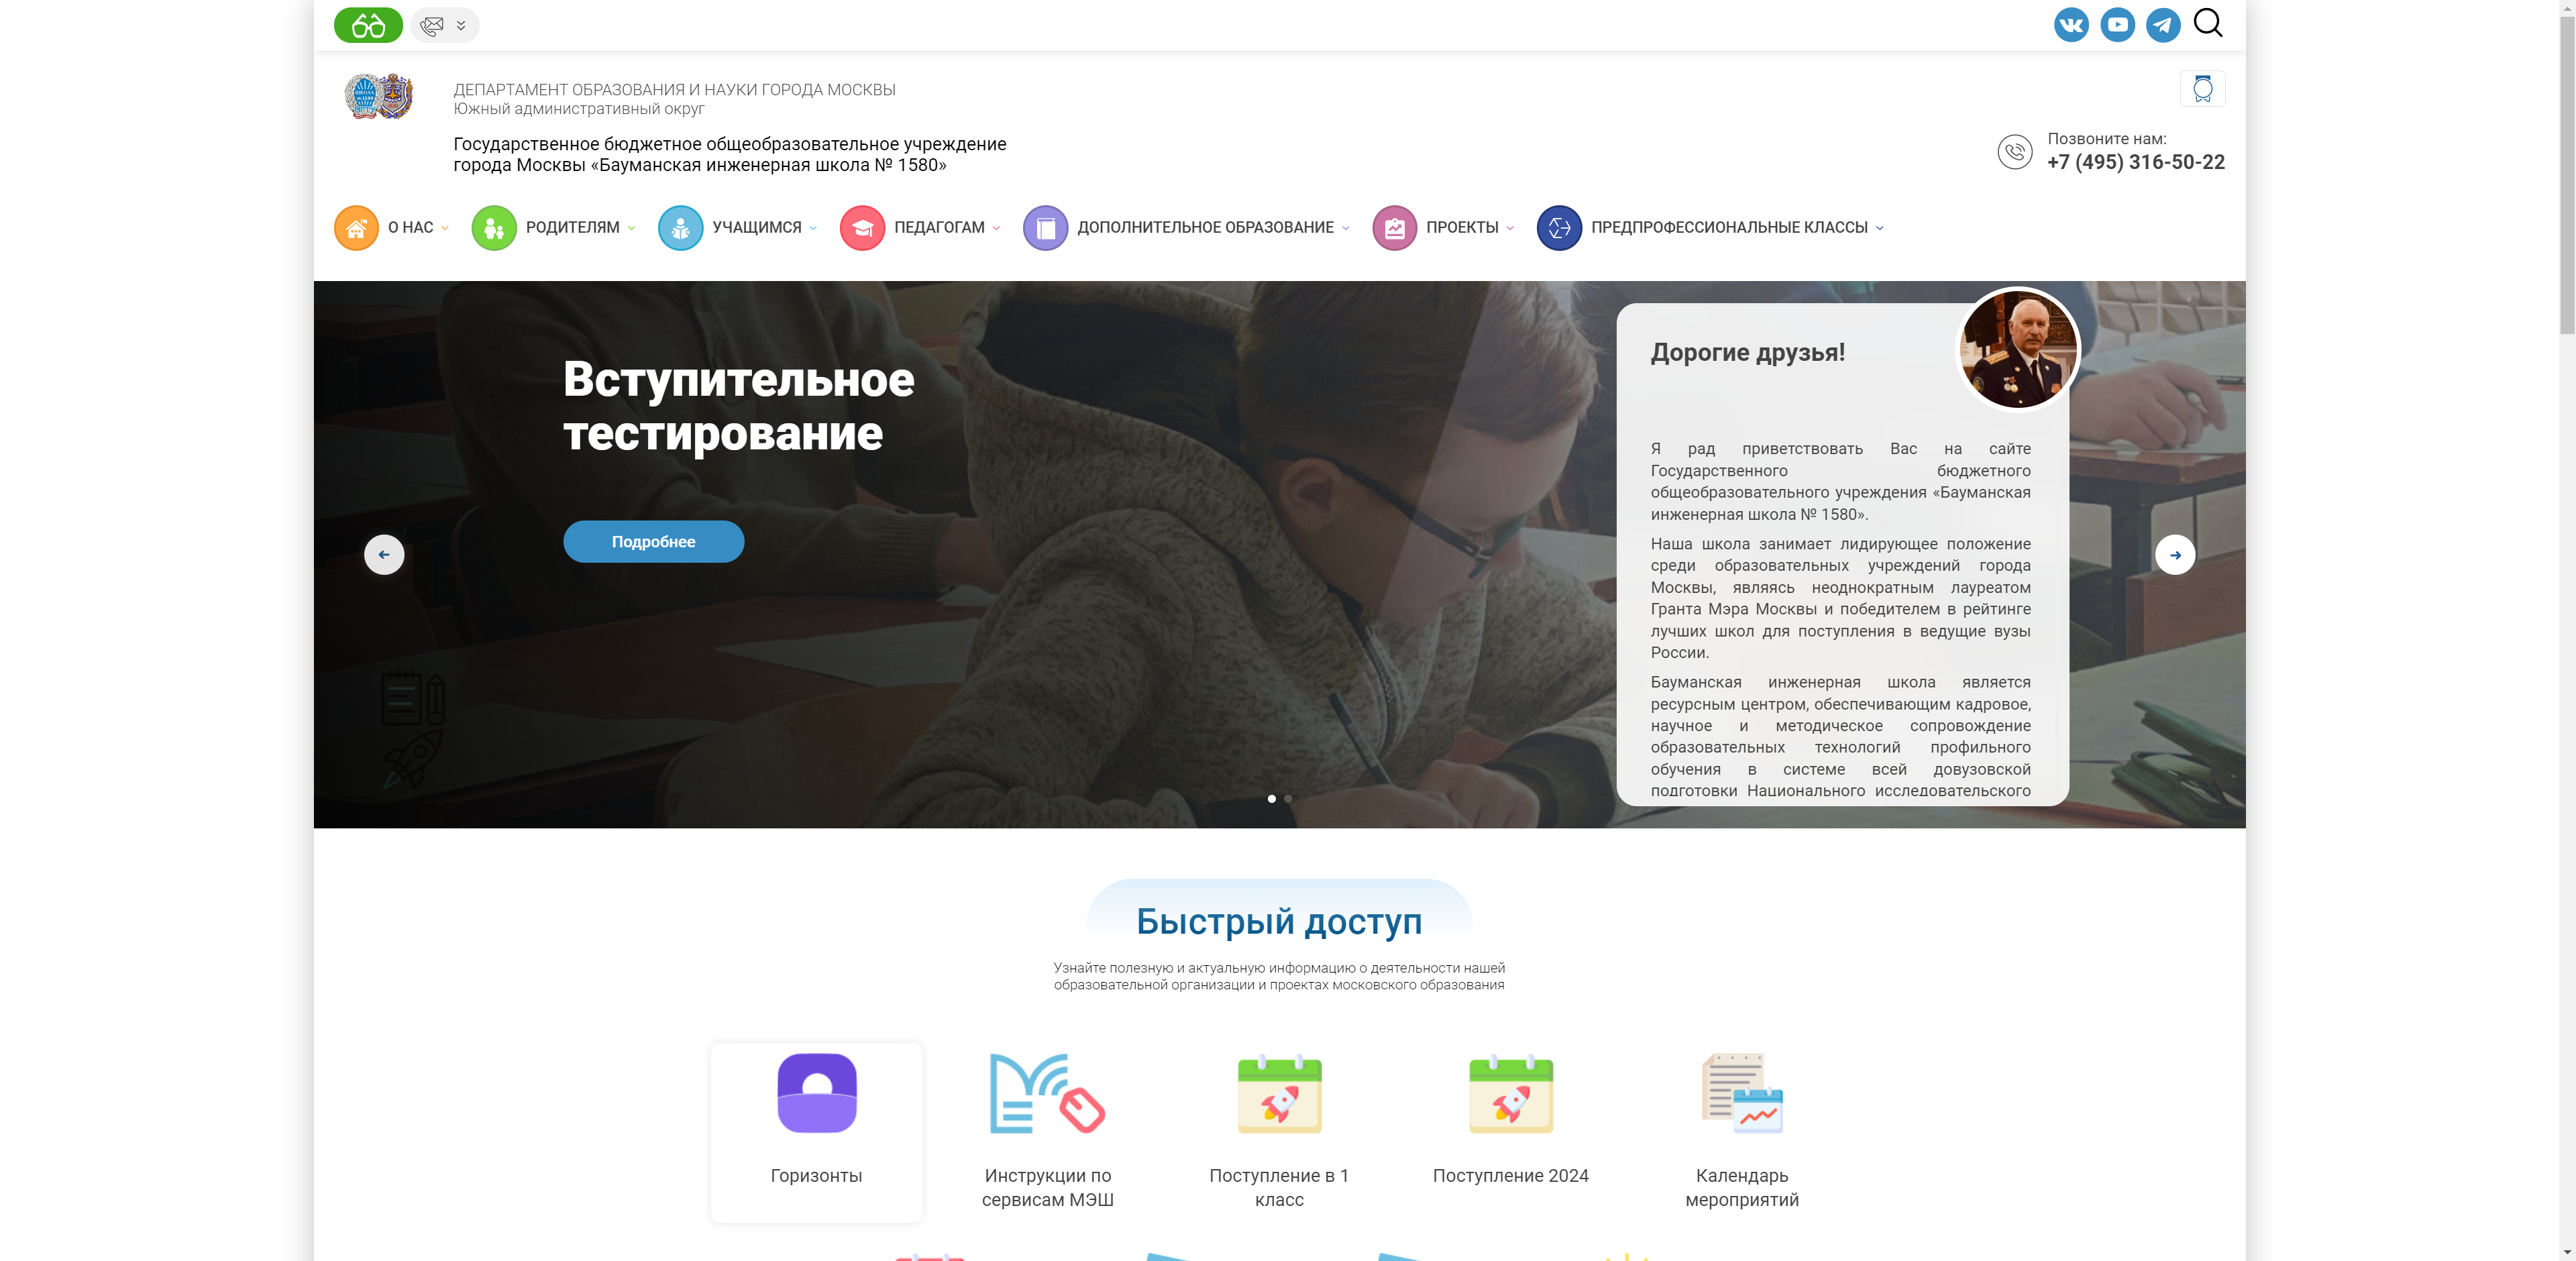 ДЕПАРТАМЕНТ ОБРАЗОВАНИЯ И НАУКИ ГОРОДА МОСКВЫ
Южный административный округ
Государственное бюджетное общеобразовательное учреждение
города Москвы «Бауманская инженерная школа № 1580»
Позвоните нам:
+7 (495) 316-50-22
О НАС
РОДИТЕЛЯМ
УЧАЩИМСЯ
ПЕДАГОГАМ
ДОПОЛНИТЕЛЬНОЕ ОБРАЗОВАНИЕ
ПРОЕКТЫ
ПРЕДПРОФЕССИОНАЛЬНЫЕ КЛАССЫ
Вступительное
тестирование
Подробнее
Дорогие друзья!
Я рад приветствовать Вас на сайте
Государственного бюджетного
общеобразовательного учреждения «Бауманская
инженерная школа № 1580».
Наша школа занимает лидирующее положение
среди образовательных учреждений города
Москвы, являясь неоднократным лауреатом
Гранта Мэра Москвы и победителем в рейтинге
лучших школ для поступления в ведущие вузы
России.
Бауманская инженерная школа является
ресурсным центром, обеспечивающим кадровое,
научное и методическое сопровождение
образовательных технологий профильного
обучения в системе всей довузовской
подготовки Национального исследовательского
Быстрый доступ
Узнайте полезную и актуальную информацию о деятельности нашей
образовательной организации и проектах московского образования
Горизонты
Инструкции по
сервисам МЭШ
Поступление в 1
класс
Поступление 2024
Календарь
мероприятий